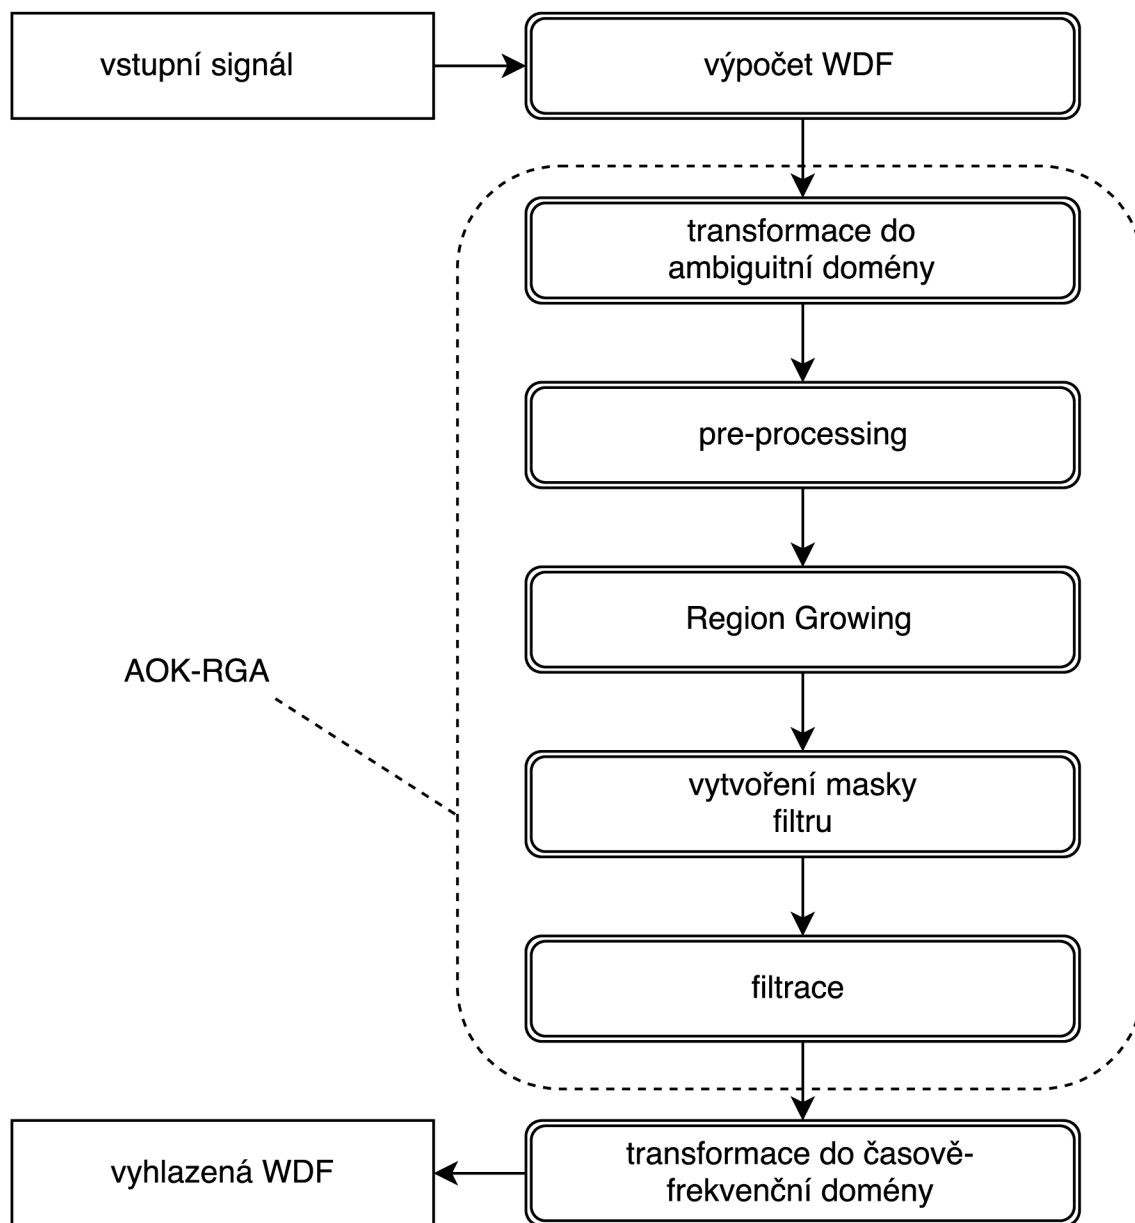 vstupní signál
výpočet WDF
transformace do
ambiguitní domény
pre-processing
Region Growing
AOK-RGA
vytvoření masky
filtru
filtrace
transformace do časově-
frekvenční domény
vyhlazená WDF